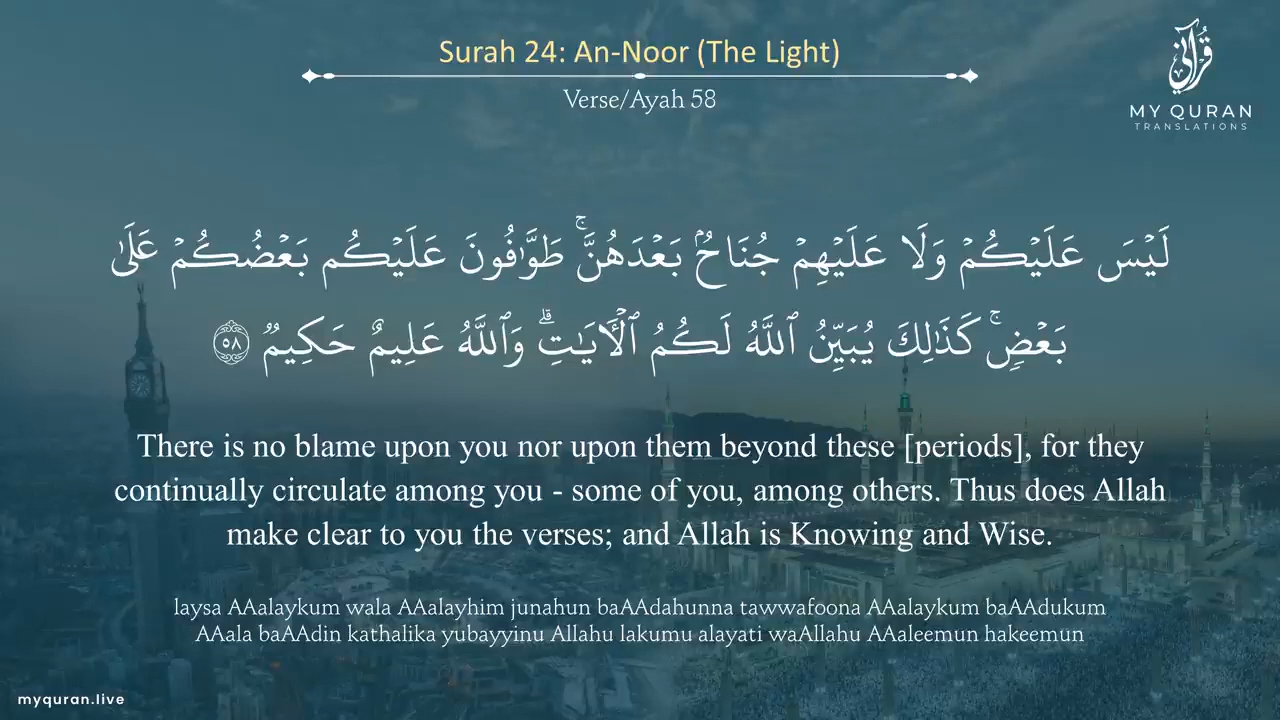 Surah 24: An-Noor (The Light)
Verse/Ayah 58
قرآني
MY QURAN
TRANSLATIONS
لَيْسَ عَلَيْكُمْ وَلَا عَلَيْهِمْ جُنَاحٌۢ بَعْدَهُنَّ ۚ طَوَّٰفُونَ عَلَيْكُم بَعْضُكُمْ عَلَىٰ
بَعْضٍ ۚ كَذَٰلِكَ يُبَيِّنُ ٱللَّهُ لَكُمُ ٱلْـَٔايَـٰتِ ۗ وَٱللَّهُ عَلِيمٌ حَكِيمٌۭ ٥٨
There is no blame upon you nor upon them beyond these [periods], for they
continually circulate among you - some of you, among others. Thus does Allah
make clear to you the verses; and Allah is Knowing and Wise.
laysa AAalaykum wala AAalayhim junahun baAAdahunna tawwafoona AAalaykum baAAdukum
AAala baAAdin kathalika yubayyinu Allahu lakumu alayati waAllahu AAaleemun hakeemun
myquran.live